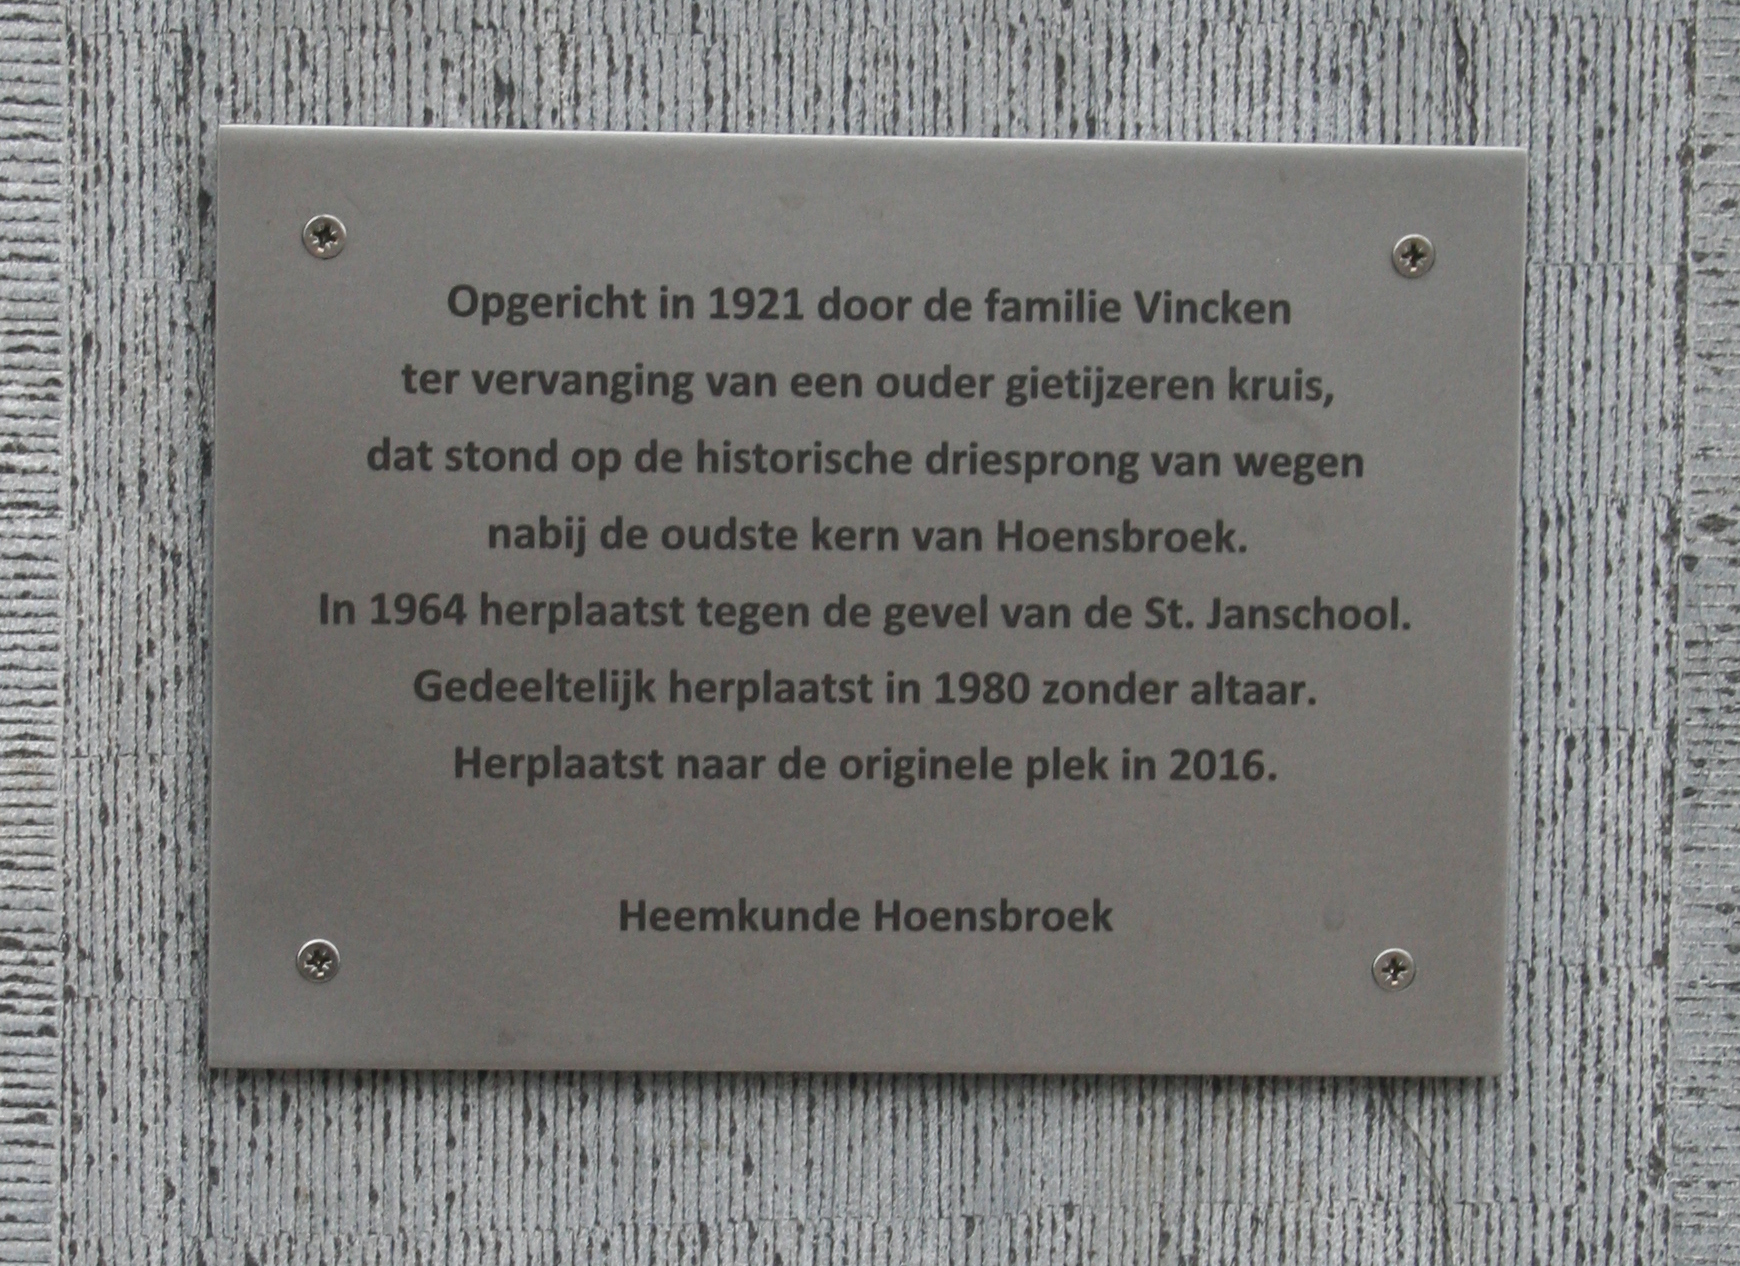 Opgericht in 1921 door de familie Vincken
ter vervanging van een ouder gietijzeren kruis,
dat stond op de historische driesprong van wegen
nabij de oudste kern van Hoensbroek.
In 1964 herplaatst tegen de gevel van de St. Janschool.
Gedeeltelijk herplaatst in 1980 zonder altaar.
Herplaatst naar de originele plek in 2016.
Heemkunde Hoensbroek